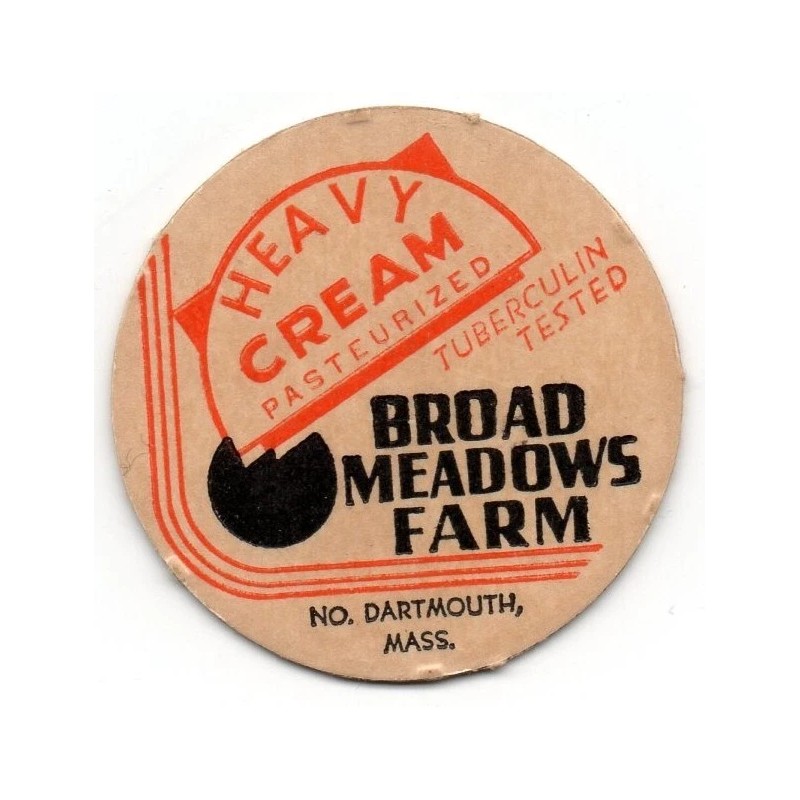 HEAVY
CREAM
PASTEURIZED
TUBERCULIN
TESTED
BROAD
MEADOWS
FARM
NO. DARTMOUTH,
MASS.